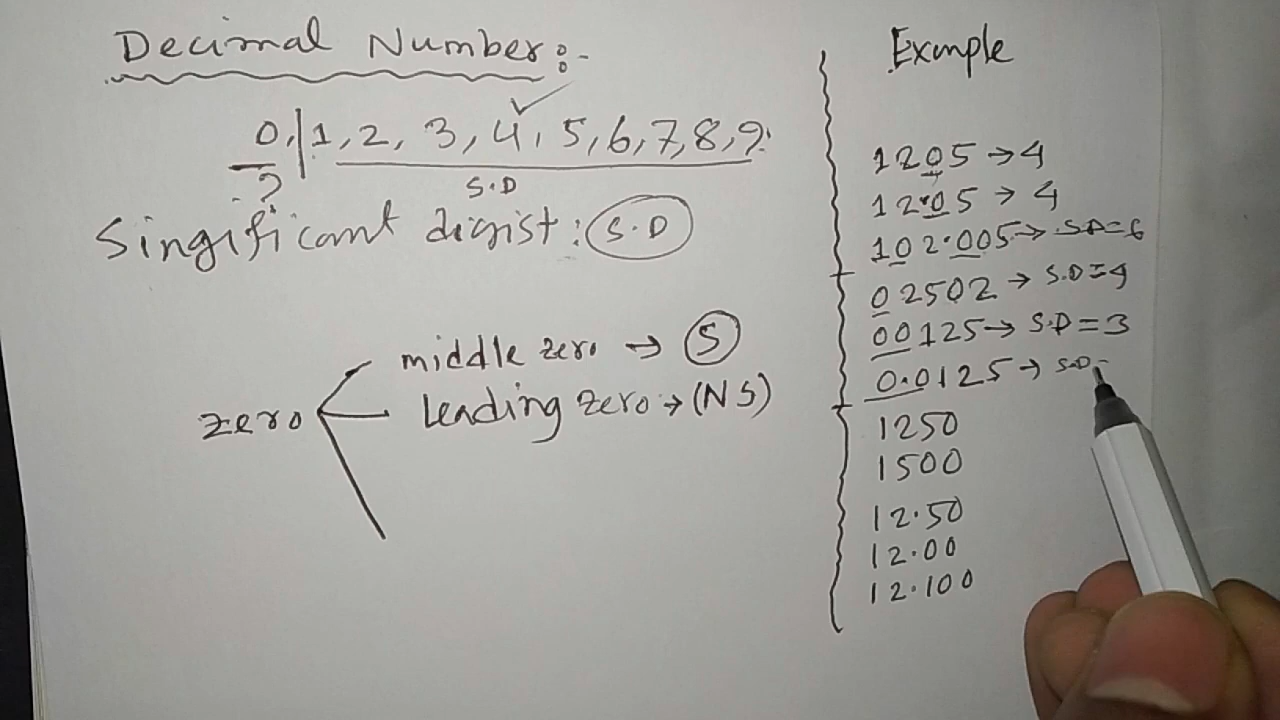 Decimal Number:-
0, 1, 2, 3, 4, 5, 6, 7, 8, 9.
?
S.D
Singificant digist: S.D
zero
middle zero → S
Leading zero → (NS)
Exmple
1205 → 4
12.05 → 4
102.005 → S.D=6
02502 → S.D=4
00125 → S.D=3
0.0125 → S.D=
1250
1500
12.50
12.00
12.100